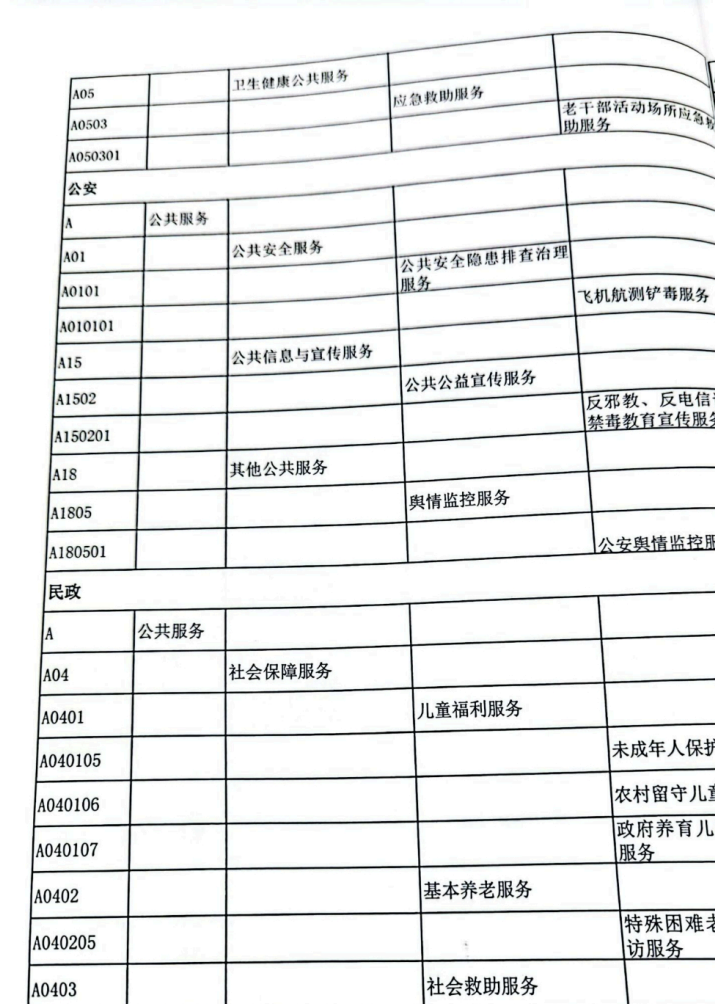 A05 卫生健康公共服务
A0503 应急救助服务
A050301 老干部活动场所应急救
助服务
公安
A 公共服务
A01 公共安全服务
A0101 公共安全隐患排查治理
服务
A010101 飞机航测铲毒服务
A15 公共信息与宣传服务
A1502 公共公益宣传服务
A150201 反邪教、反电信
禁毒教育宣传服务
A18 其他公共服务
A1805 舆情监控服务
A180501 公安舆情监控服
民政
A 公共服务
A04 社会保障服务
A0401 儿童福利服务
A040105 未成年人保护
A040106 农村留守儿童
A040107 政府养育儿
服务
A0402 基本养老服务
A040205 特殊困难老
访服务
A0403 社会救助服务